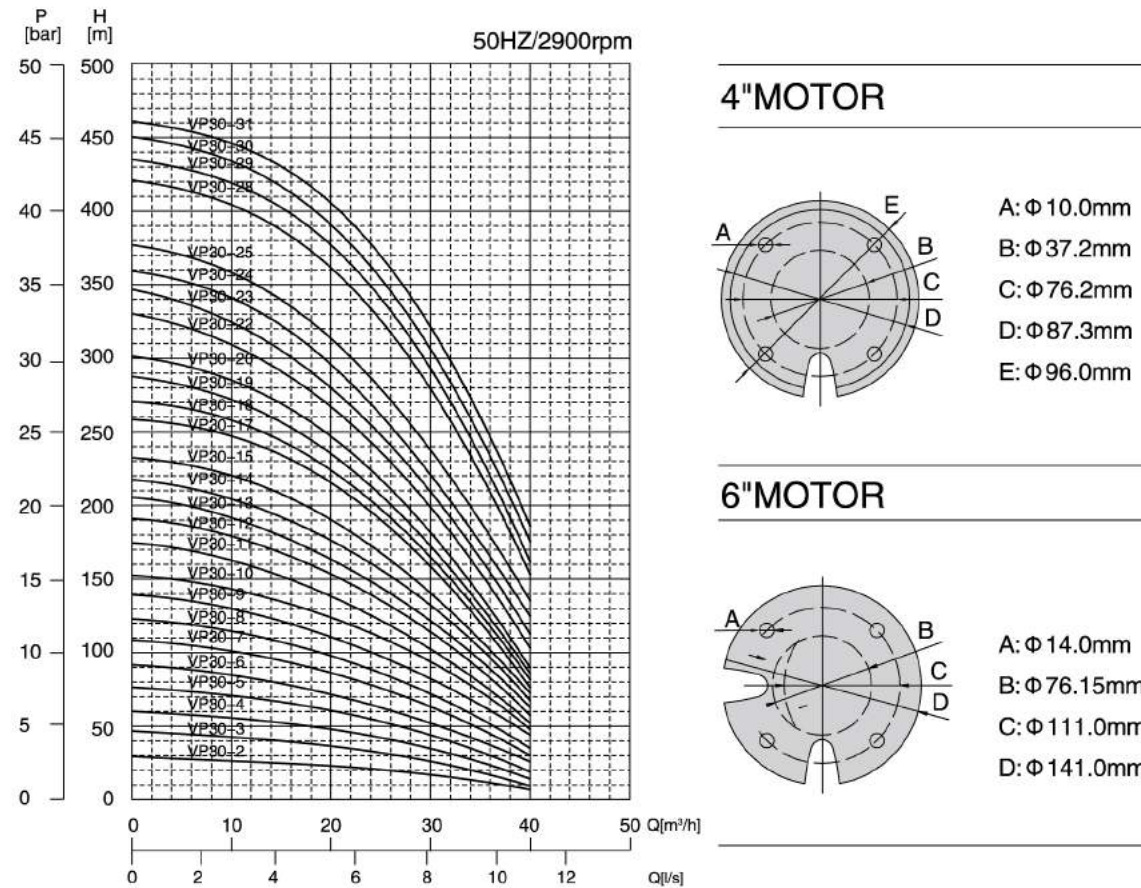 P
[bar]
H
[m]
50HZ/2900rpm
50
45
40
35
30
25
20
15
10
5
0
500
450
400
350
300
250
200
150
100
50
0
VP30-31
VP30-30
VP30-29
VP30-28
VP30-25
VP30-24
VP30-23
VP30-22
VP30-20
VP30-19
VP30-18
VP30-17
VP30-15
VP30-14
VP30-13
VP30-12
VP30-11
VP30-10
VP30-9
VP30-8
VP30-7
VP30-6
VP30-5
VP30-4
VP30-3
VP30-2
0 10 20 30 40 50 Q[m³/h]
0 2 4 6 8 10 12 Q[l/s]
4"MOTOR
A
E
B
C
D
A:Φ10.0mm
B:Φ37.2mm
C:Φ76.2mm
D:Φ87.3mm
E:Φ96.0mm
6"MOTOR
A
B
C
D
A:Φ14.0mm
B:Φ76.15mm
C:Φ111.0mm
D:Φ141.0mm